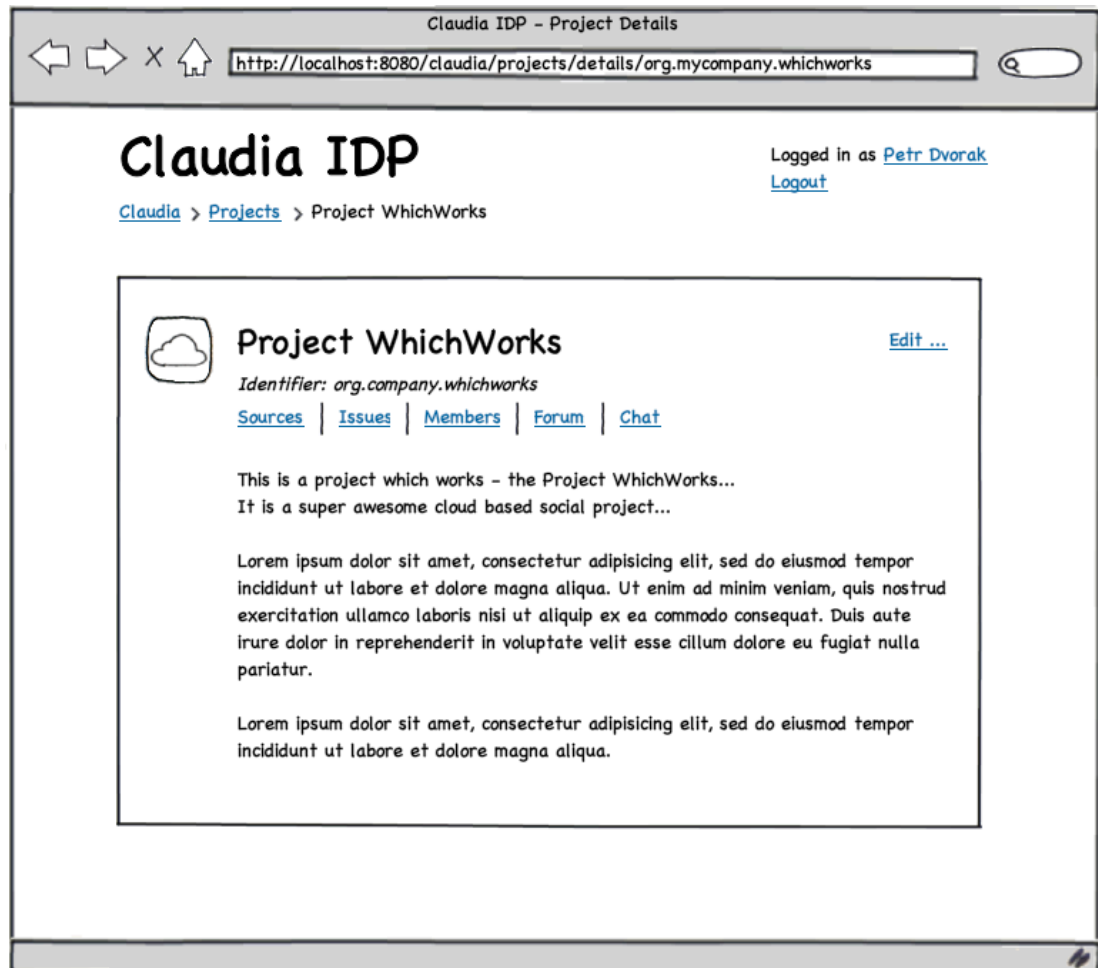 Claudia IDP – Project Details
http://localhost:8080/claudia/projects/details/org.mycompany.whichworks
Claudia IDP
Logged in as Petr Dvorak
Logout
Claudia > Projects > Project WhichWorks
Project WhichWorks
Edit ...
Identifier: org.company.whichworks
Sources | Issues | Members | Forum | Chat
This is a project which works – the Project WhichWorks...
It is a super awesome cloud based social project...
Lorem ipsum dolor sit amet, consectetur adipisicing elit, sed do eiusmod tempor
incididunt ut labore et dolore magna aliqua. Ut enim ad minim veniam, quis nostrud
exercitation ullamco laboris nisi ut aliquip ex ea commodo consequat. Duis aute
irure dolor in reprehenderit in voluptate velit esse cillum dolore eu fugiat nulla
pariatur.
Lorem ipsum dolor sit amet, consectetur adipisicing elit, sed do eiusmod tempor
incididunt ut labore et dolore magna aliqua.